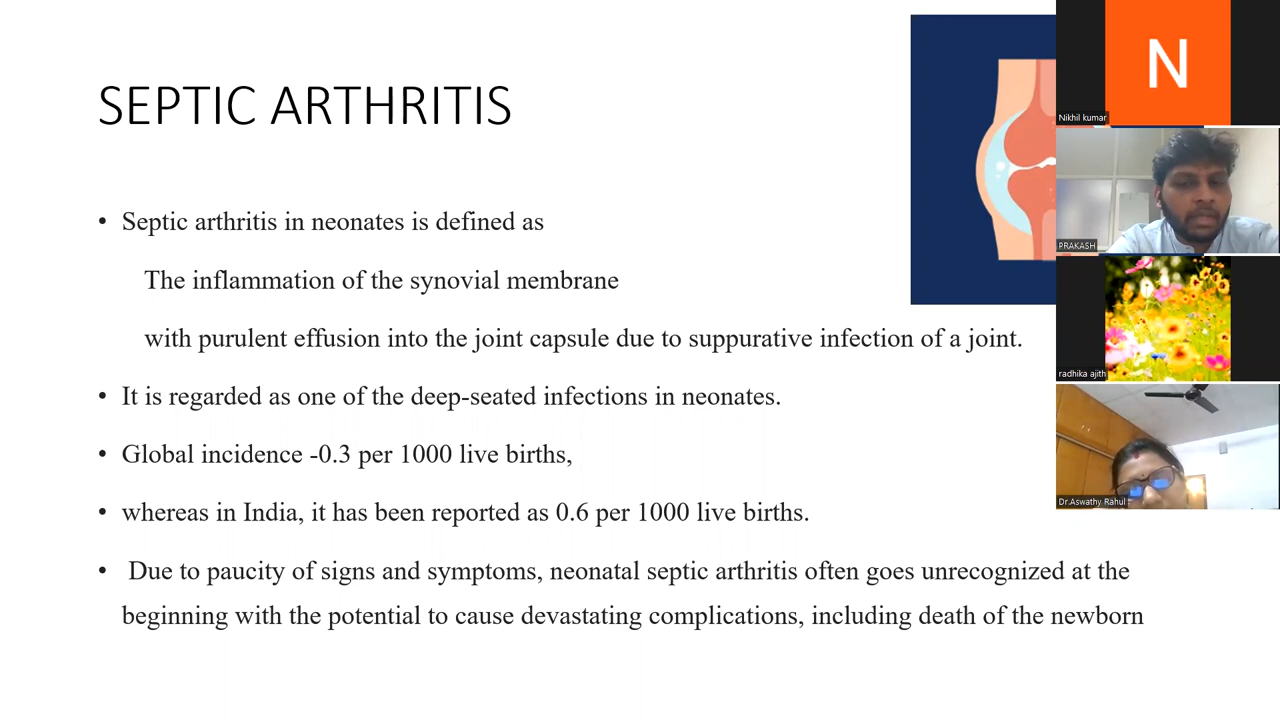 SEPTIC ARTHRITIS
• Septic arthritis in neonates is defined as
The inflammation of the synovial membrane
with purulent effusion into the joint capsule due to suppurative infection of a joint.
• It is regarded as one of the deep-seated infections in neonates.
• Global incidence -0.3 per 1000 live births,
• whereas in India, it has been reported as 0.6 per 1000 live births.
• Due to paucity of signs and symptoms, neonatal septic arthritis often goes unrecognized at the
beginning with the potential to cause devastating complications, including death of the newborn
N
Nikhil kumar
PRAKASH
radhika ajith
Dr.Aswathy Rahul